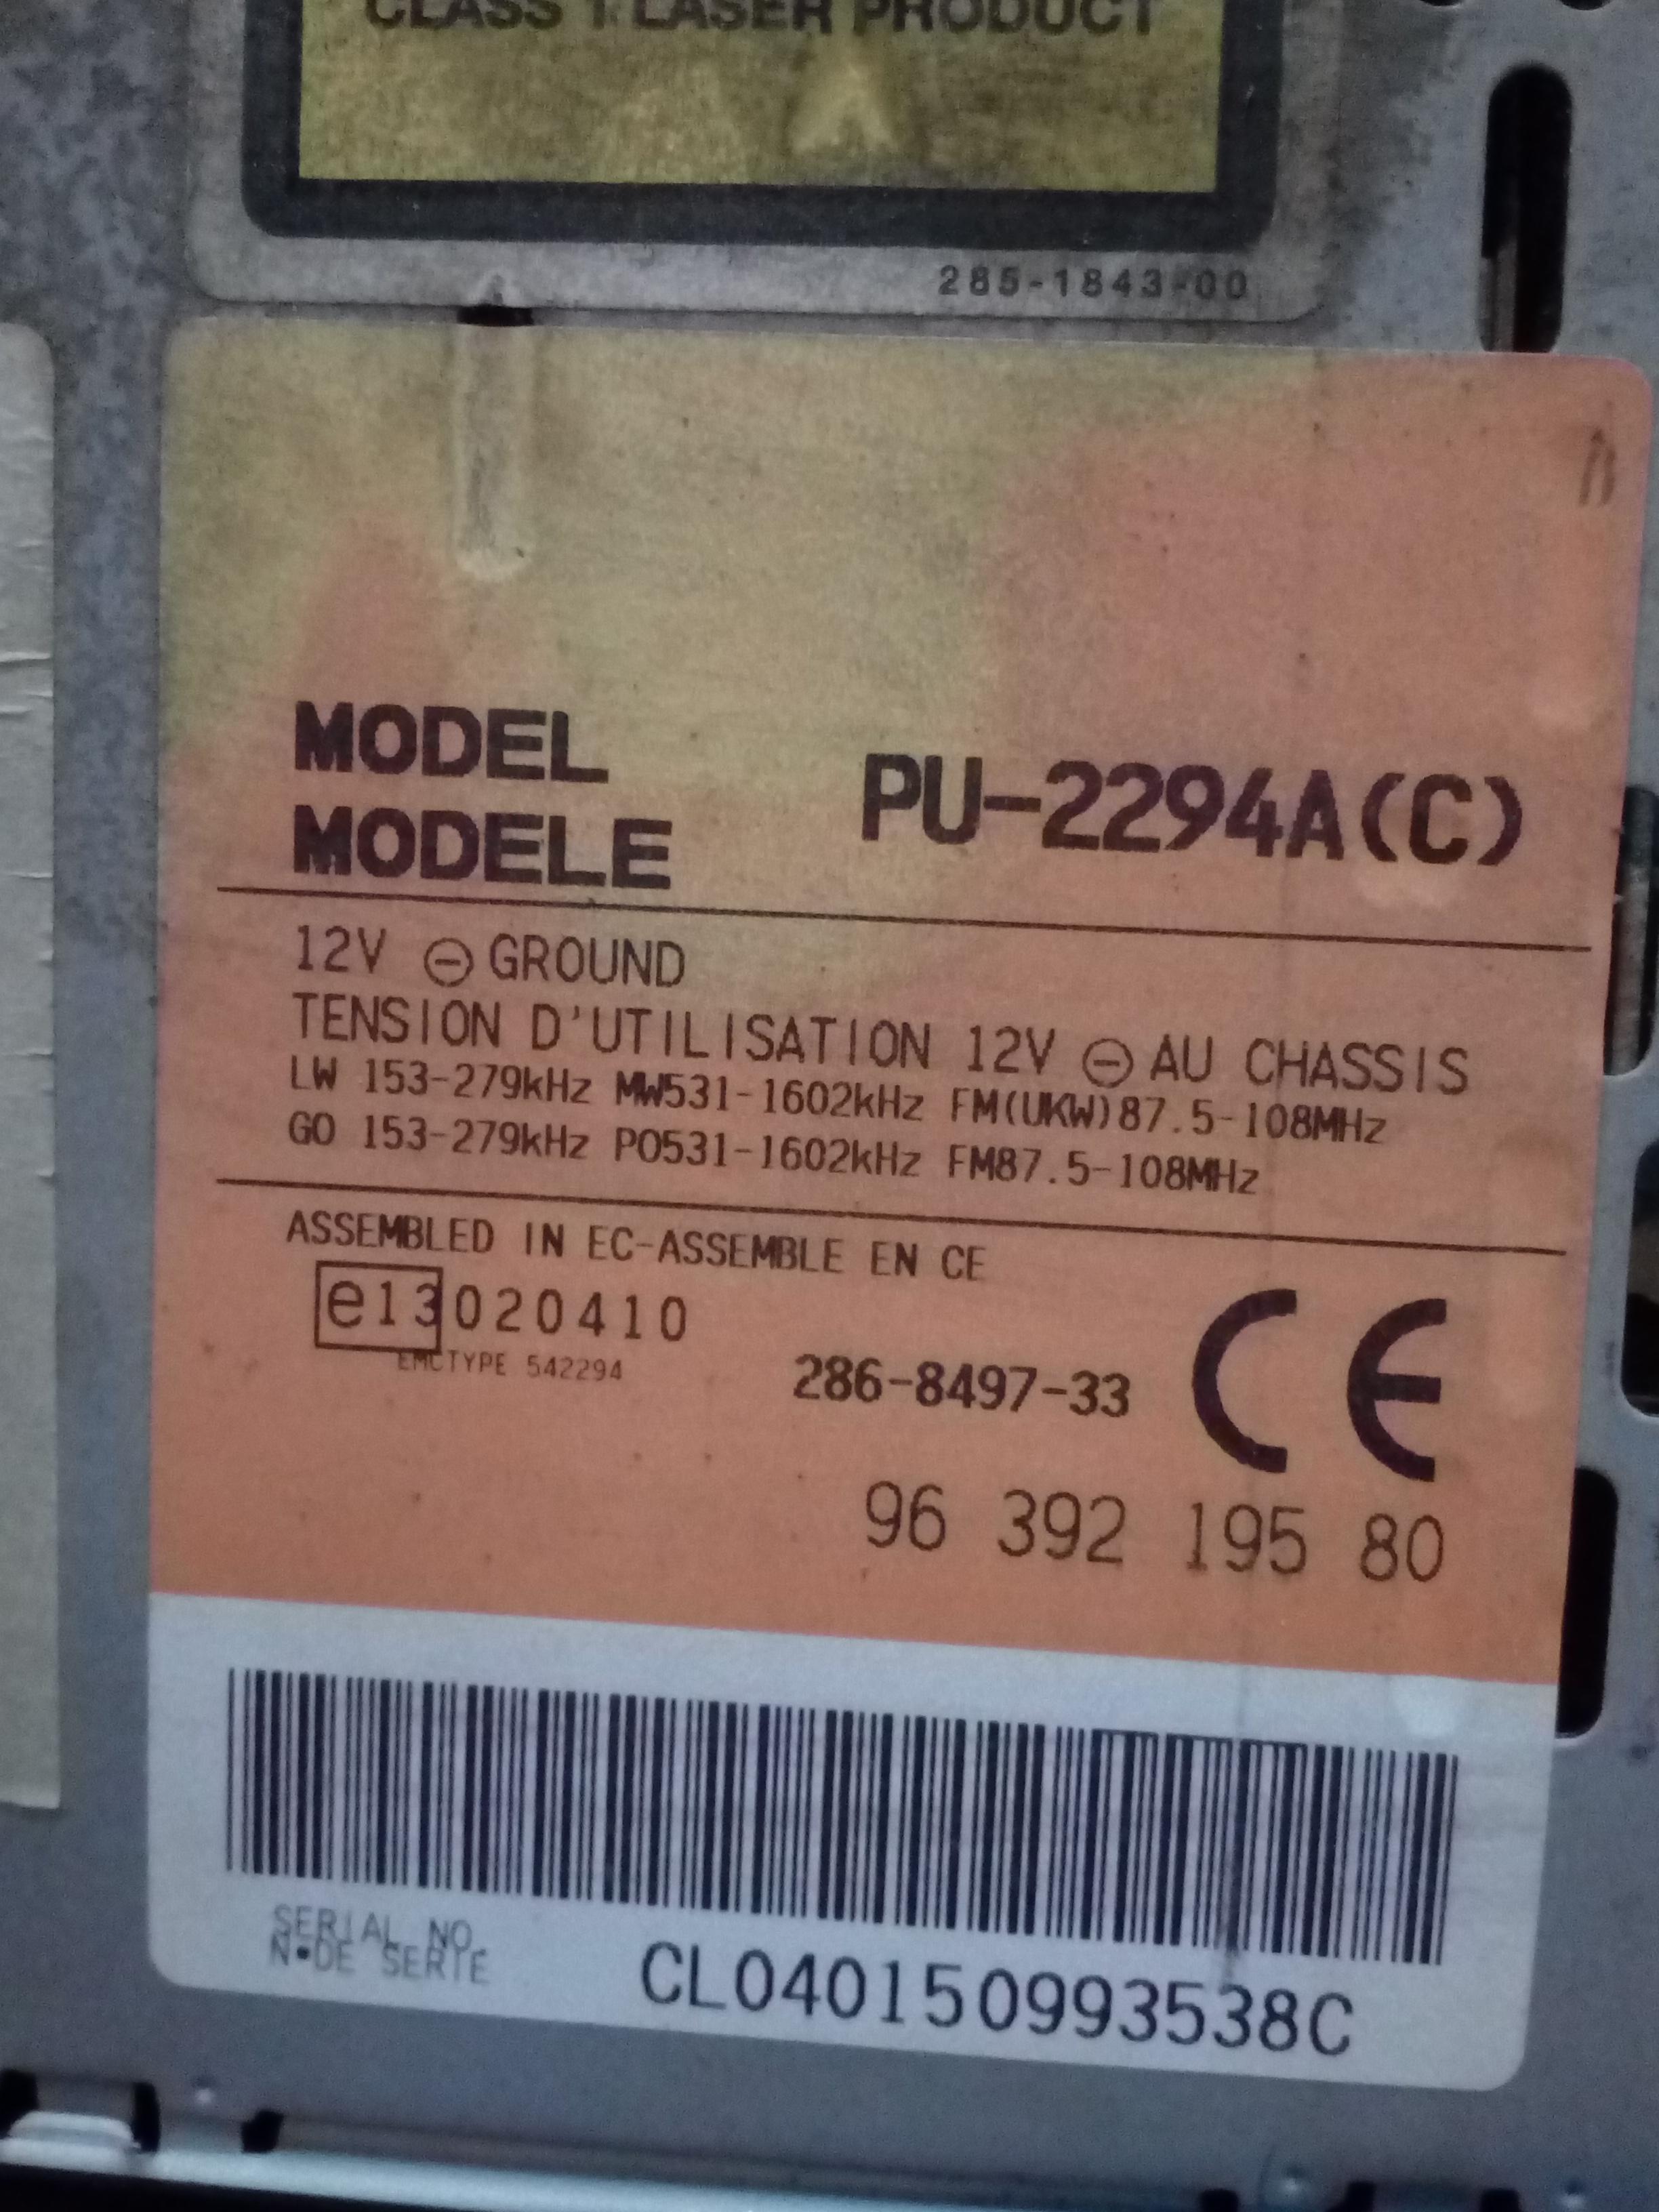 CLASS 1 LASER PRODUCT
285-1843-00
MODEL
MODELE
PU-2294A(C)
12V ⊖ GROUND
TENSION D'UTILISATION 12V ⊖ AU CHASSIS
LW 153-279kHz MW531-1602kHz FM(UKW)87.5-108MHz
GO 153-279kHz PO531-1602kHz FM87.5-108MHz
ASSEMBLED IN EC-ASSEMBLE EN CE
e13 020410
EMCTYPE 542294
286-8497-33 CE
96 392 195 80
SERIAL NO.
N•DE SERIE
CL040150993538C